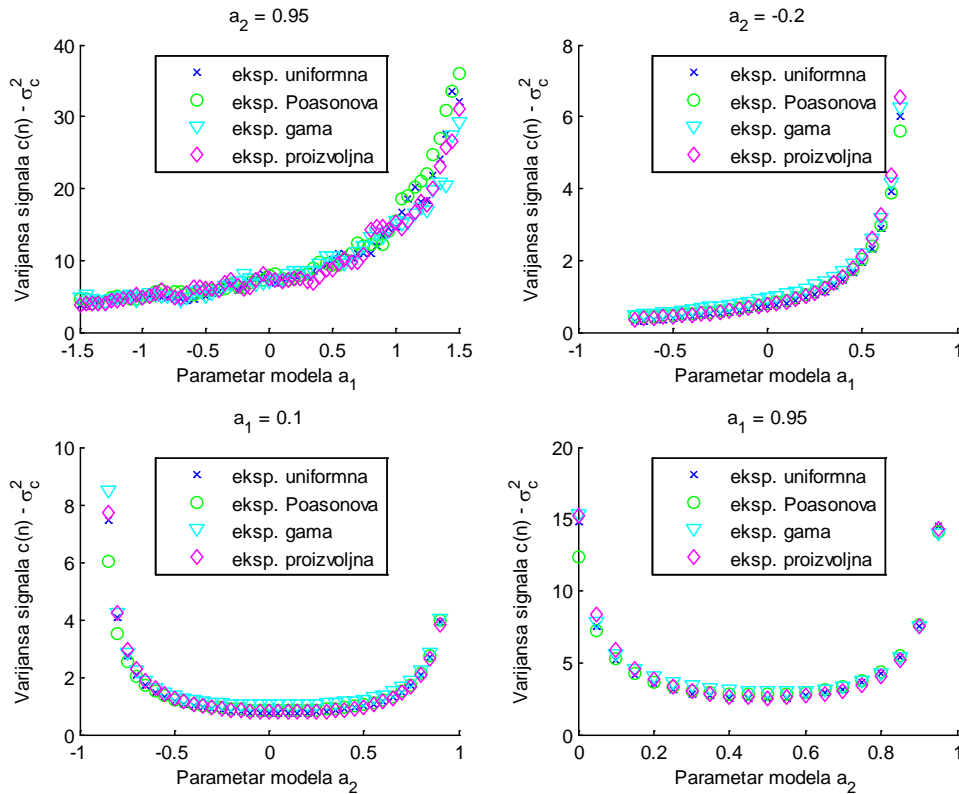 a2 = 0.95
Varijansa signala c(n) - σc2
40
30
20
10
0
eksp. uniformna
eksp. Poasonova
eksp. gama
eksp. proizvoljna
-1.5 -1 -0.5 0 0.5 1 1.5
Parametar modela a1
a2 = -0.2
Varijansa signala c(n) - σc2
8
6
4
2
0
eksp. uniformna
eksp. Poasonova
eksp. gama
eksp. proizvoljna
-1 -0.5 0 0.5 1
Parametar modela a1
a1 = 0.1
Varijansa signala c(n) - σc2
10
8
6
4
2
0
eksp. uniformna
eksp. Poasonova
eksp. gama
eksp. proizvoljna
-1 -0.5 0 0.5 1
Parametar modela a2
a1 = 0.95
Varijansa signala c(n) - σc2
20
15
10
5
0
eksp. uniformna
eksp. Poasonova
eksp. gama
eksp. proizvoljna
0 0.2 0.4 0.6 0.8 1
Parametar modela a2